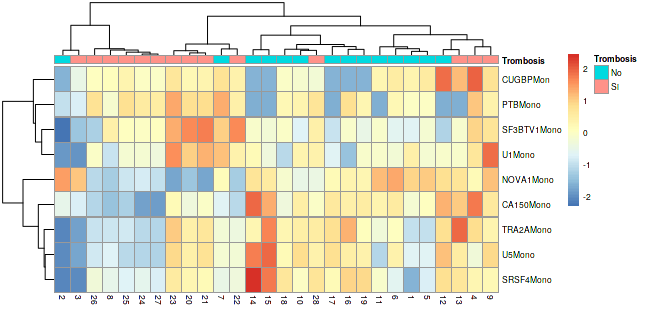 Trombosis
Trombosis
No
SI
CUGBPMon
PTBMono
SF3BTV1Mono
U1Mono
NOVA1Mono
CA150Mono
TRA2AMono
U5Mono
SRSF4Mono
2
1
0
-1
-2
2 3 26 8 25 24 27 23 20 21 7 22 14 15 18 10 28 17 16 19 11 6 1 5 12 13 4 9